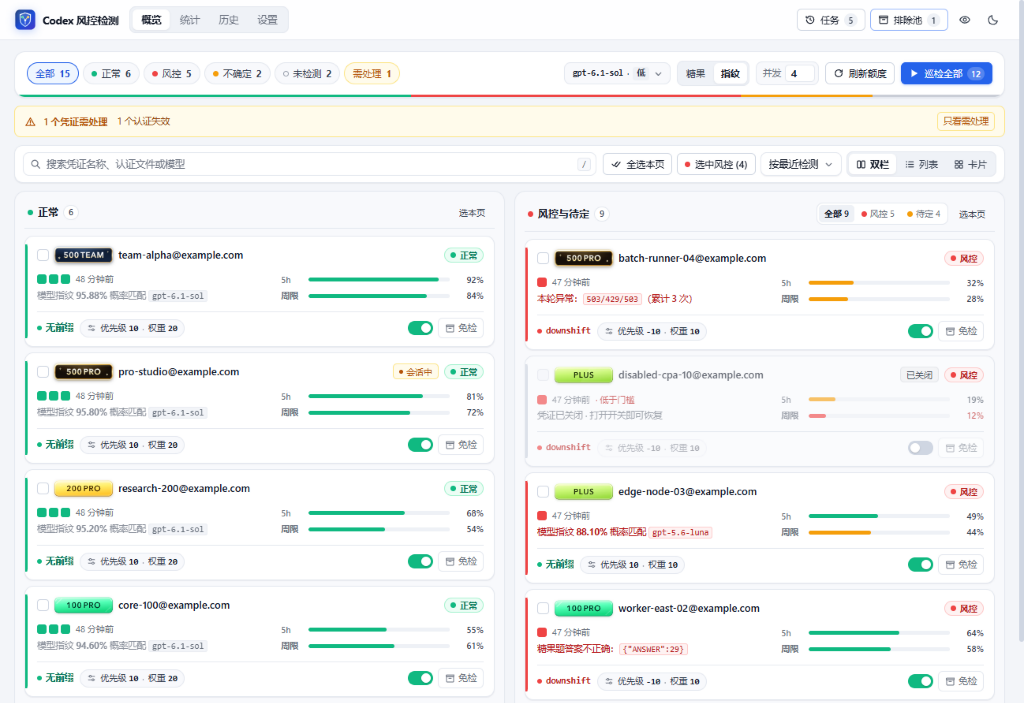 Codex 风控检测
概览 统计 历史 设置
任务 5
排除池 1
全部 15
正常 6
风控 5
不确定 2
未检测 2
需处理 1
gpt-6.1-sol · 低
糖果 指纹
并发 4
刷新额度
巡检全部 12
1 个凭证需处理 1 个认证失效
只看需处理
搜索凭证名称、认证文件或模型 /
全选本页
选中风控 (4)
按最近检测
双栏 列表 卡片
正常 6
选本页
500 TEAM team-alpha@example.com 正常
48 分钟前 5h 92%
模型指纹 95.88% 概率匹配 gpt-6.1-sol 周限 84%
无前缀 优先级 10 · 权重 20 免检
500 PRO pro-studio@example.com 会话中 正常
48 分钟前 5h 81%
模型指纹 95.80% 概率匹配 gpt-6.1-sol 周限 72%
无前缀 优先级 10 · 权重 20 免检
200 PRO research-200@example.com 正常
48 分钟前 5h 68%
模型指纹 95.20% 概率匹配 gpt-6.1-sol 周限 54%
无前缀 优先级 10 · 权重 20 免检
100 PRO core-100@example.com 正常
48 分钟前 5h 55%
模型指纹 94.60% 概率匹配 gpt-6.1-sol 周限 61%
无前缀 优先级 10 · 权重 20 免检
风控与待定 9
全部 9 风控 5 待定 4 选本页
500 PRO batch-runner-04@example.com 风控
47 分钟前 5h 32%
本轮异常: 503/429/503 (累计 3 次) 周限 28%
downshift 优先级 -10 · 权重 10 免检
PLUS disabled-cpa-10@example.com 已关闭 风控
47 分钟前 · 低于门槛 5h 19%
凭证已关闭 · 打开开关即可恢复 周限 12%
downshift 优先级 -10 · 权重 10 免检
PLUS edge-node-03@example.com 风控
47 分钟前 5h 49%
模型指纹 88.10% 概率匹配 gpt-5.6-luna 周限 44%
无前缀 优先级 10 · 权重 10 免检
100 PRO worker-east-02@example.com 风控
47 分钟前 5h 64%
糖果题答案不正确: {"ANSWER":29} 周限 58%
downshift 优先级 -10 · 权重 10 免检